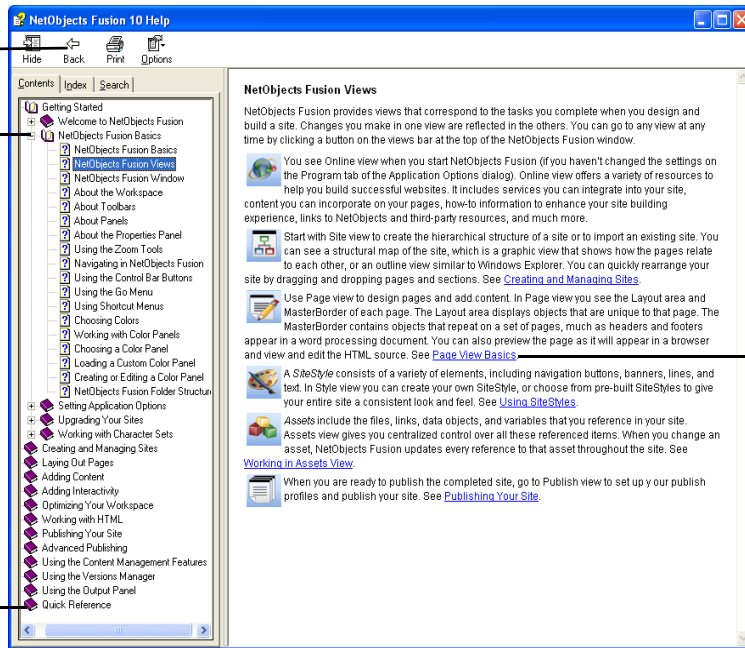 NetObjects Fusion 10 Help
Hide Back Print Options
Contents Index Search
Getting Started
Welcome to NetObjects Fusion
NetObjects Fusion Basics
NetObjects Fusion Basics
NetObjects Fusion Views
NetObjects Fusion Window
About the Workspace
About Toolbars
About Panels
About the Properties Panel
Using the Zoom Tools
Navigating in NetObjects Fusion
Using the Control Bar Buttons
Using the Go Menu
Using Shortcut Menus
Choosing Colors
Working with Color Panels
Choosing a Color Panel
Loading a Custom Color Panel
Creating or Editing a Color Panel
NetObjects Fusion Folder Structure
Setting Application Options
Upgrading Your Sites
Working with Character Sets
Creating and Managing Sites
Laying Out Pages
Adding Content
Adding Interactivity
Optimizing Your Workspace
Working with HTML
Publishing Your Site
Advanced Publishing
Using the Content Management Features
Using the Versions Manager
Using the Output Panel
Quick Reference
NetObjects Fusion Views
NetObjects Fusion provides views that correspond to the tasks you complete when you design and
build a site. Changes you make in one view are reflected in the others. You can go to any view at any
time by clicking a button on the views bar at the top of the NetObjects Fusion window.
You see Online view when you start NetObjects Fusion (if you haven't changed the settings on
the Program tab of the Application Options dialog). Online view offers a variety of resources to
help you build successful websites. It includes services you can integrate into your site,
content you can incorporate on your pages, how-to information to enhance your site building
experience, links to NetObjects and third-party resources, and much more.
Start with Site view to create the hierarchical structure of a site or to import an existing site. You
can see a structural map of the site, which is a graphic view that shows how the pages relate
to each other, or an outline view similar to Windows Explorer. You can quickly rearrange your
site by dragging and dropping pages and sections. See Creating and Managing Sites.
Use Page view to design pages and add content. In Page view you see the Layout area and
MasterBorder of each page. The Layout area displays objects that are unique to that page. The
MasterBorder contains objects that repeat on a set of pages, much as headers and footers
appear in a word processing document. You can also preview the page as it will appear in a browser
and view and edit the HTML source. See Page View Basics.
A SiteStyle consists of a variety of elements, including navigation buttons, banners, lines, and
text. In Style view you can create your own SiteStyle, or choose from pre-built SiteStyles to give
your entire site a consistent look and feel. See Using SiteStyles.
Assets include the files, links, data objects, and variables that you reference in your site.
Assets view gives you centralized control over all these referenced items. When you change an
asset, NetObjects Fusion updates every reference to that asset throughout the site. See
Working in Assets View.
When you are ready to publish the completed site, go to Publish view to set up y our publish
profiles and publish your site. See Publishing Your Site.